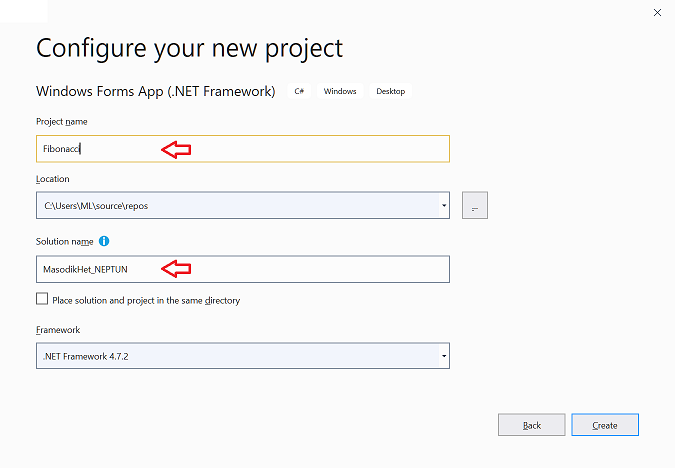 Configure your new project
Windows Forms App (.NET Framework) C# Windows Desktop
Project name
Fibonacci
Location
C:\Users\ML\source\repos
...
Solution name
MasodikHet_NEPTUN
Place solution and project in the same directory
Framework
.NET Framework 4.7.2
Back Create